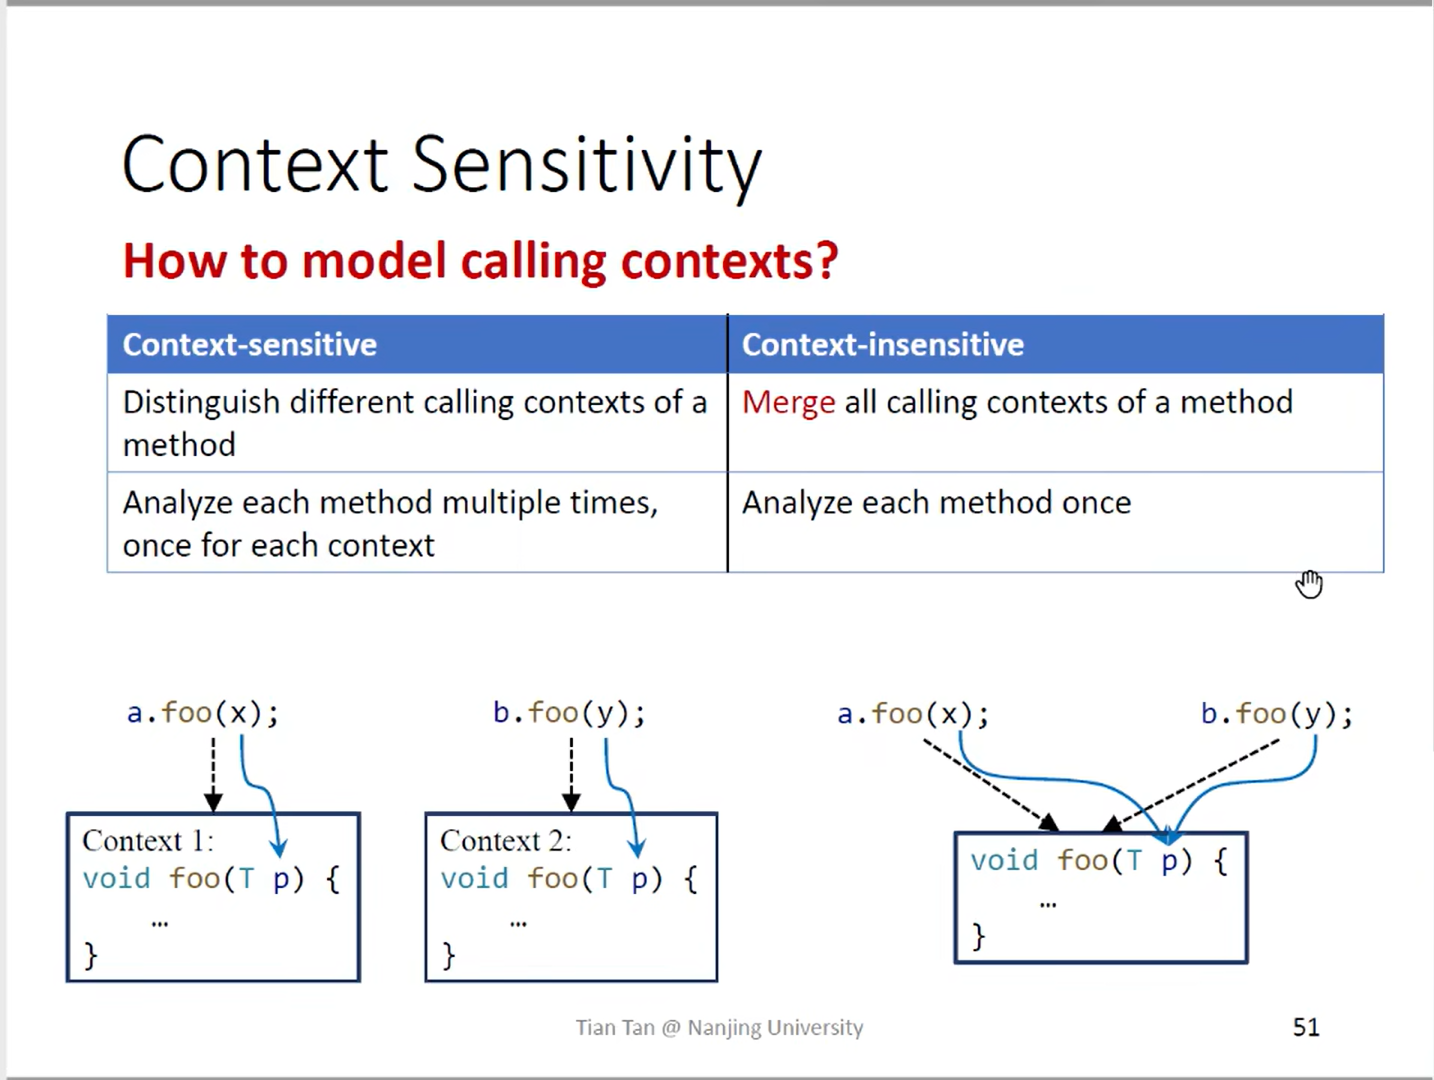 Context Sensitivity
How to model calling contexts?
Context-sensitive
Context-insensitive
Distinguish different calling contexts of a
method
Merge all calling contexts of a method
Analyze each method multiple times,
once for each context
Analyze each method once
a.foo(x);
b.foo(y);
a.foo(x);
b.foo(y);
Context 1:
void foo(T p) {
…
}
Context 2:
void foo(T p) {
…
}
void foo(T p) {
…
}
Tian Tan @ Nanjing University
51